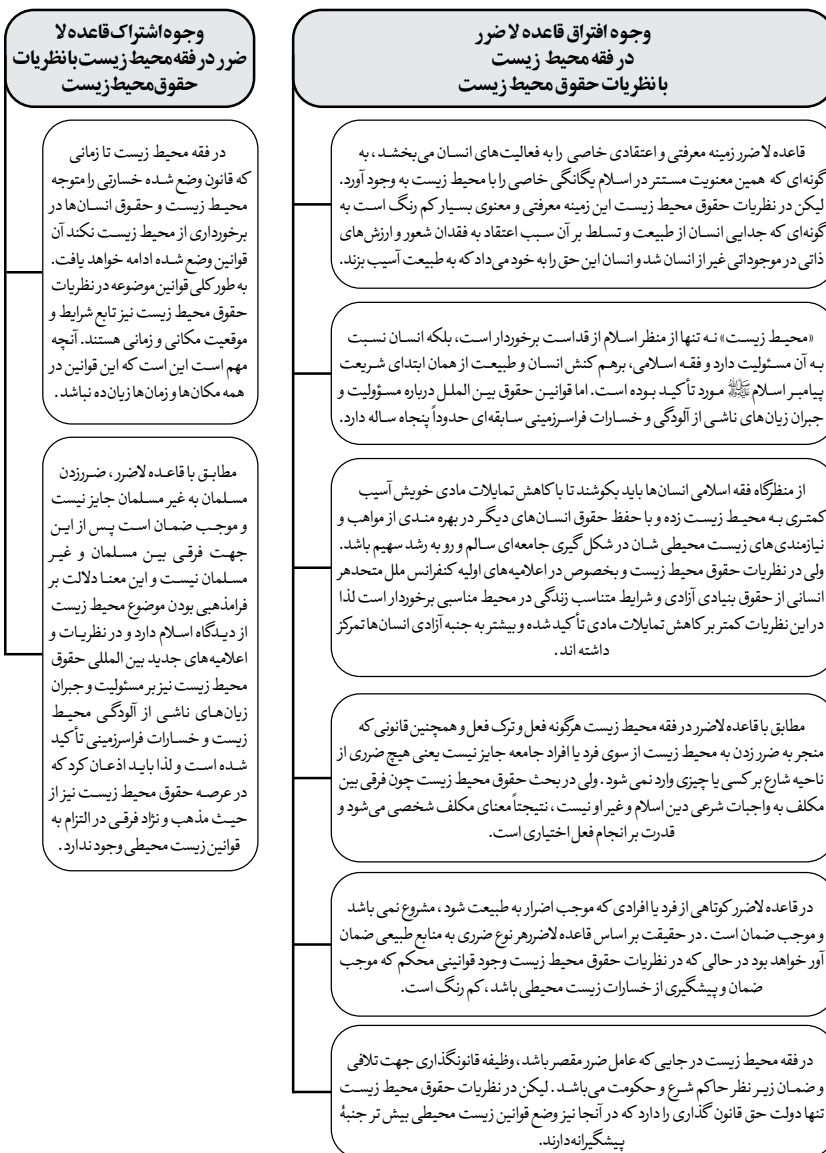 وجوه افتراق قاعده لا ضرر
در فقه محیط زیست
با نظریات حقوق محیط زیست
قاعده لاضرر زمینه معرفتی و اعتقادی خاصی را به فعالیت‌های انسان می‌بخشد، به
گونه‌ای که همین معنویت مستتر در اسلام یگانگی خاصی را با محیط زیست به وجود آورد.
لیکن در نظریات حقوق محیط زیست این زمینه معرفتی و معنوی بسیار کم رنگ است به
گونه‌ای که جدایی انسان از طبیعت و تسلط بر آن سبب اعتقاد به فقدان شعور و ارزش‌های
ذاتی در موجوداتی غیر از انسان شد و انسان این حق را به خود می‌داد که به طبیعت آسیب بزند.
«محیط زیست» نه تنها از منظر اسلام از قداست برخوردار است، بلکه انسان نسبت
به آن مسئولیت دارد و فقه اسلامی، برهم کنش انسان و طبیعت از همان ابتدای شریعت
پیامبر اسلام ﷺ مورد تأکید بوده است. اما قوانین حقوق بین الملل درباره مسؤولیت و
جبران زیان‌های ناشی از آلودگی و خسارات فراسرزمینی سابقه‌ای حدوداً پنجاه ساله دارد.
از منظرگاه فقه اسلامی انسان‌ها باید بکوشند تا با کاهش تمایلات مادی خویش آسیب
کمتری به محیط زیست زده و با حفظ حقوق انسان‌های دیگر در بهره مندی از مواهب و
نیازمندی‌های زیست محیطی شان در شکل گیری جامعه‌ای سالم و رو به رشد سهیم باشد.
ولی در نظریات حقوق محیط زیست و بخصوص در اعلامیه‌های اولیه کنفرانس ملل متحدهر
انسانی از حقوق بنیادی آزادی و شرایط متناسب زندگی در محیط مناسبی برخوردار است لذا
در این نظریات کمتر بر کاهش تمایلات مادی تأکید شده و بیشتر به جنبه آزادی انسان‌ها تمرکز
داشته اند.
مطابق با قاعده لاضرر در فقه محیط زیست هرگونه فعل و ترک فعل و همچنین قانونی که
منجر به ضرر زدن به محیط زیست از سوی فرد یا افراد جامعه جایز نیست یعنی هیچ ضرری از
ناحیه شارع بر کسی یا چیزی وارد نمی شود. ولی در بحث حقوق محیط زیست چون فرقی بین
مکلف به واجبات شرعی دین اسلام و غیر او نیست، نتیجتاً معنای مکلف شخصی می‌شود و
قدرت بر انجام فعل اختیاری است.
در قاعده لاضرر کوتاهی از فرد یا افرادی که موجب اضرار به طبیعت شود، مشروع نمی باشد
و موجب ضمان است. در حقیقت بر اساس قاعده لاضررهر نوع ضرری به منابع طبیعی ضمان
آور خواهد بود در حالی که در نظریات حقوق محیط زیست وجود قوانینی محکم که موجب
ضمان و پیشگیری از خسارات زیست محیطی باشد، کم رنگ است.
در فقه محیط زیست در جایی که عامل ضرر مقصر باشد، وظیفه قانونگذاری جهت تلافی
و ضمان زیر نظر حاکم شرع و حکومت می‌باشد. لیکن در نظریات حقوق محیط زیست
تنها دولت حق قانون گذاری را دارد که در آنجا نیز وضع قوانین زیست محیطی بیش تر جنبهٔ
پیشگیرانه‌دارند.
وجوه اشتراک قاعده لا
ضرر در فقه محیط زیست با نظریات
حقوق محیط زیست
در فقه محیط زیست تا زمانی
که قانون وضع شده خسارتی را متوجه
محیط زیست و حقوق انسان‌ها در
برخورداری از محیط زیست نکند آن
قوانین وضع شده ادامه خواهد یافت.
به طور کلی قوانین موضوعه در نظریات
حقوق محیط زیست نیز تابع شرایط و
موقعیت مکانی و زمانی هستند. آنچه
مهم است این است که این قوانین در
همه مکان‌ها و زمان‌ها زیان ده نباشد.
مطابق با قاعده لاضرر، ضررزدن
مسلمان به غیر مسلمان جایز نیست
و موجب ضمان است پس از این
جهت فرقی بین مسلمان و غیر
مسلمان نیست و این معنا دلالت بر
فرامذهبی بودن موضوع محیط زیست
از دیدگاه اسلام دارد و در نظریات و
اعلامیه‌های جدید بین المللی حقوق
محیط زیست نیز بر مسئولیت و جبران
زیان‌های ناشی از آلودگی محیط
زیست و خسارات فراسرزمینی تأکید
شده است و لذا باید اذعان کرد که
در عرصه حقوق محیط زیست نیز از
حیث مذهب و نژاد فرقی در التزام به
قوانین زیست محیطی وجود ندارد.